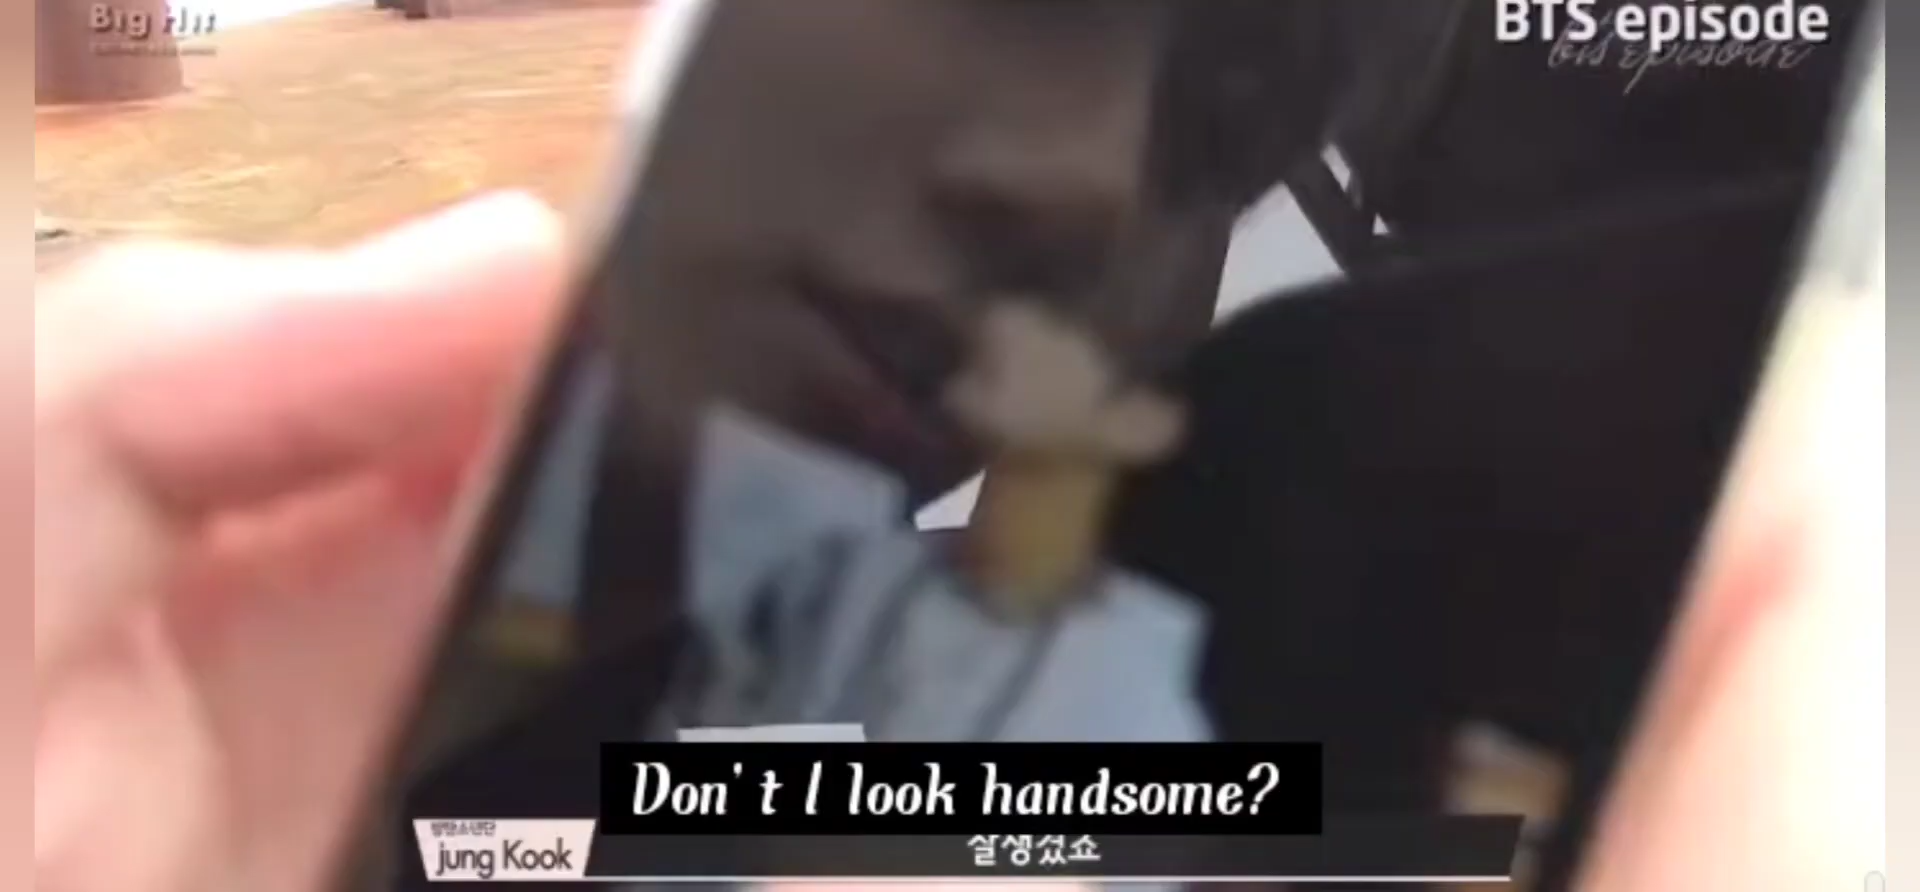 Big Hit
BTS episode
bts episode
Don't I look handsome?
방탄소년단
jung Kook
잘생겼죠